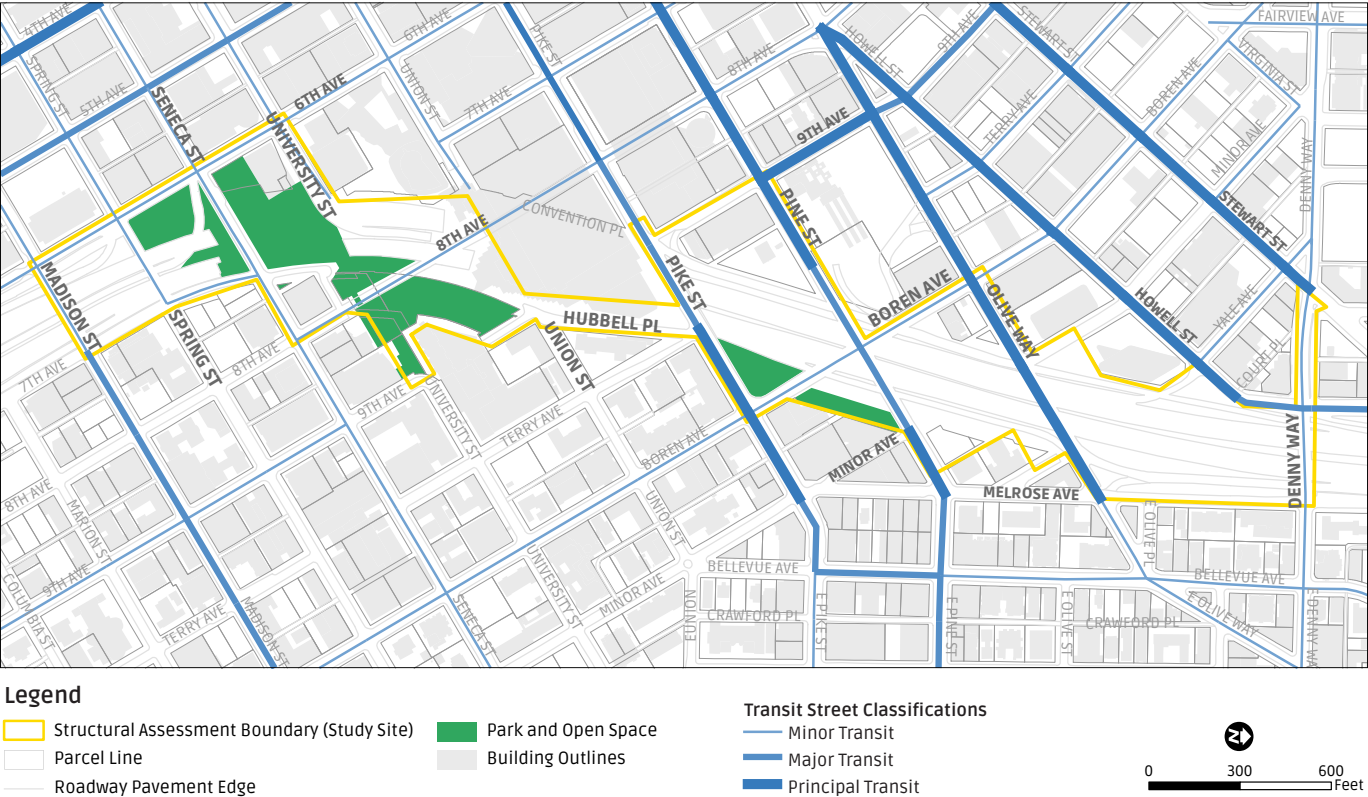 4TH AVE
6TH AVE
FAIRVIEW AVE
STEWART ST
9TH AVE
PIKE ST
HOWELL ST
VIRGINIA ST
SPRING ST
5TH AVE
UNION ST
8TH AVE
BOREN AVE
SENECA ST
6TH AVE
7TH AVE
TERRY AVE
MINOR AVE
UNIVERSITY ST
9TH AVE
DENNY WAY
CONVENTION PL
PINE ST
STEWART ST
8TH AVE
MADISON ST
PIKE ST
BOREN AVE
OLIVE WAY
HOWELL ST
YALE AVE
HUBBELL PL
SPRING ST
UNION ST
COURT PL
7TH AVE
8TH AVE
9TH AVE
UNIVERSITY ST
TERRY AVE
BOREN AVE
MINOR AVE
DENNY WAY
8TH AVE
MARION ST
UNION ST
MELROSE AVE
E OLIVE PL
9TH AVE
COLUMBIA ST
TERRY AVE
MADISON ST
SENECA ST
UNIVERSITY ST
MINOR AVE
BELLEVUE AVE
BELLEVUE AVE
E UNION
CRAWFORD PL
E PIKE ST
E PINE ST
E OLIVE ST
CRAWFORD PL
E OLIVE WAY
E DENNY WA
Legend
Structural Assessment Boundary (Study Site)
Parcel Line
Roadway Pavement Edge
Park and Open Space
Building Outlines
Transit Street Classifications
Minor Transit
Major Transit
Principal Transit
N
0 300 600
Feet